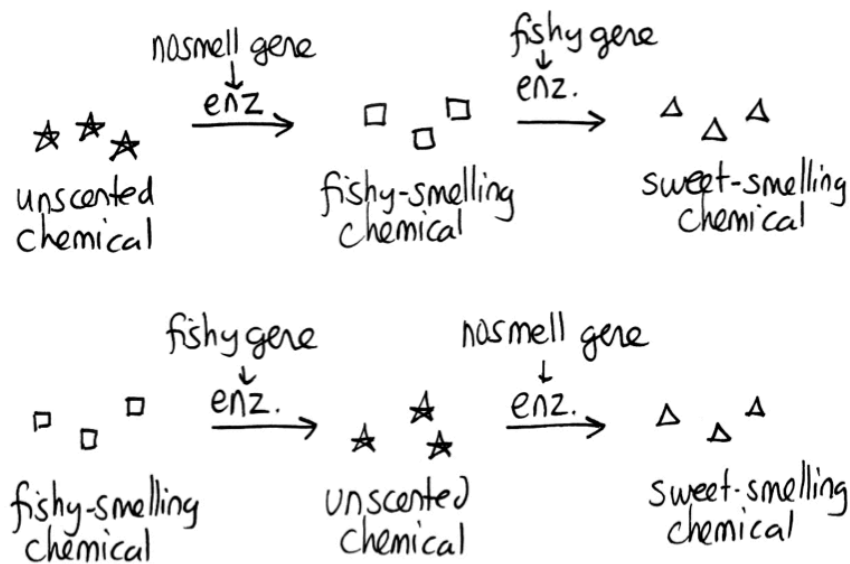 nosmell gene
enz
unscented
chemical
fishy-smelling
chemical
fishy gene
enz.
sweet-smelling
chemical
fishy gene
enz.
nosmell gene
enz.
fishy-smelling
chemical
unscented
chemical
sweet-smelling
chemical